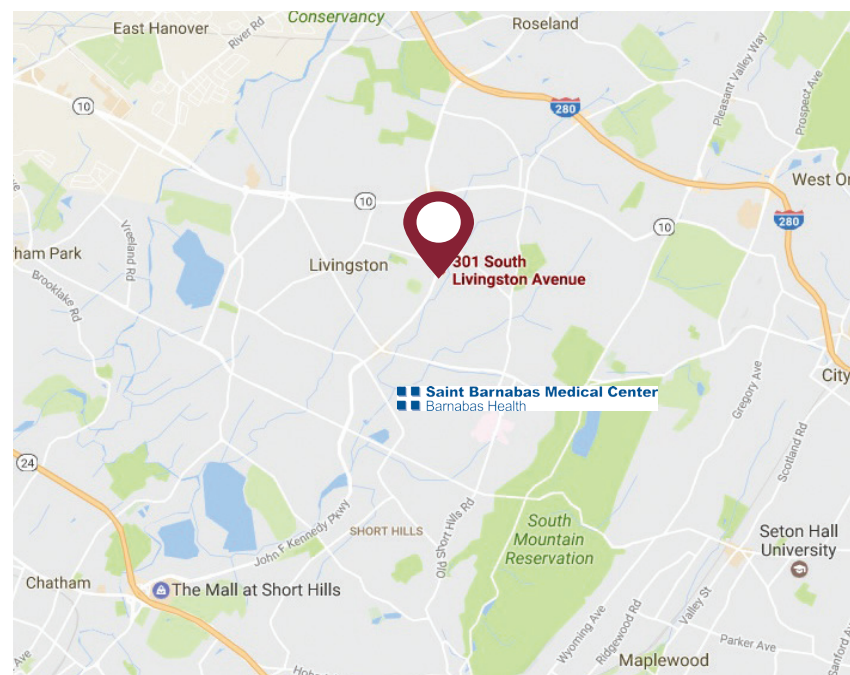 Conservancy
Roseland
East Hanover
River Rd
Pleasant Valley Way
Prospect Ave
10
280
West Or
10
280
10
Vreeland Rd
ham Park
Brooklake Rd
Livingston
301 South
Livingston Avenue
City
Gregory Ave
Saint Barnabas Medical Center
Barnabas Health
Scotland Rd
24
John F Kennedy Pkwy
SHORT HILLS
Old Short Hills Rd
South
Mountain
Reservation
Seton Hall
University
Chatham
The Mall at Short Hills
Wyoming Ave
Ridgewood Rd
Valley St
Parker Ave
Sanford Av
Maplewood
Ave